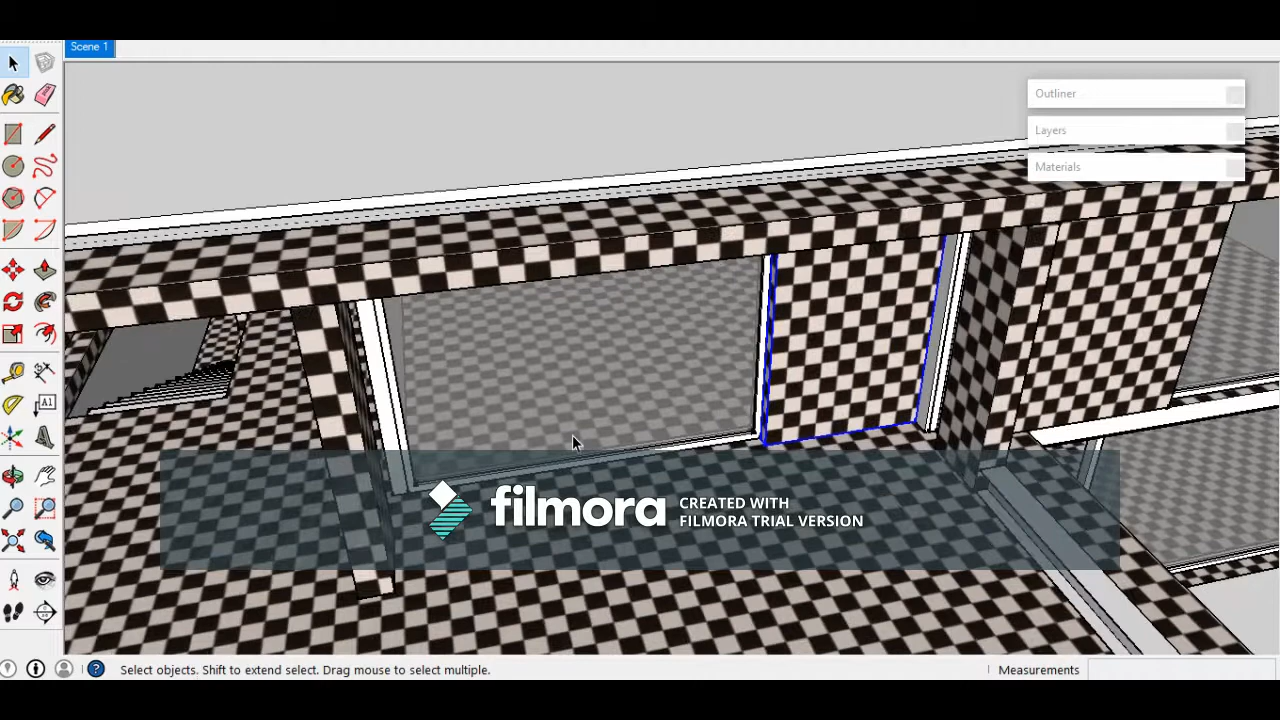 Scene 1
Outliner
Layers
Materials
A1
filmora
CREATED WITH
FILMORA TRIAL VERSION
Select objects. Shift to extend select. Drag mouse to select multiple.
Measurements